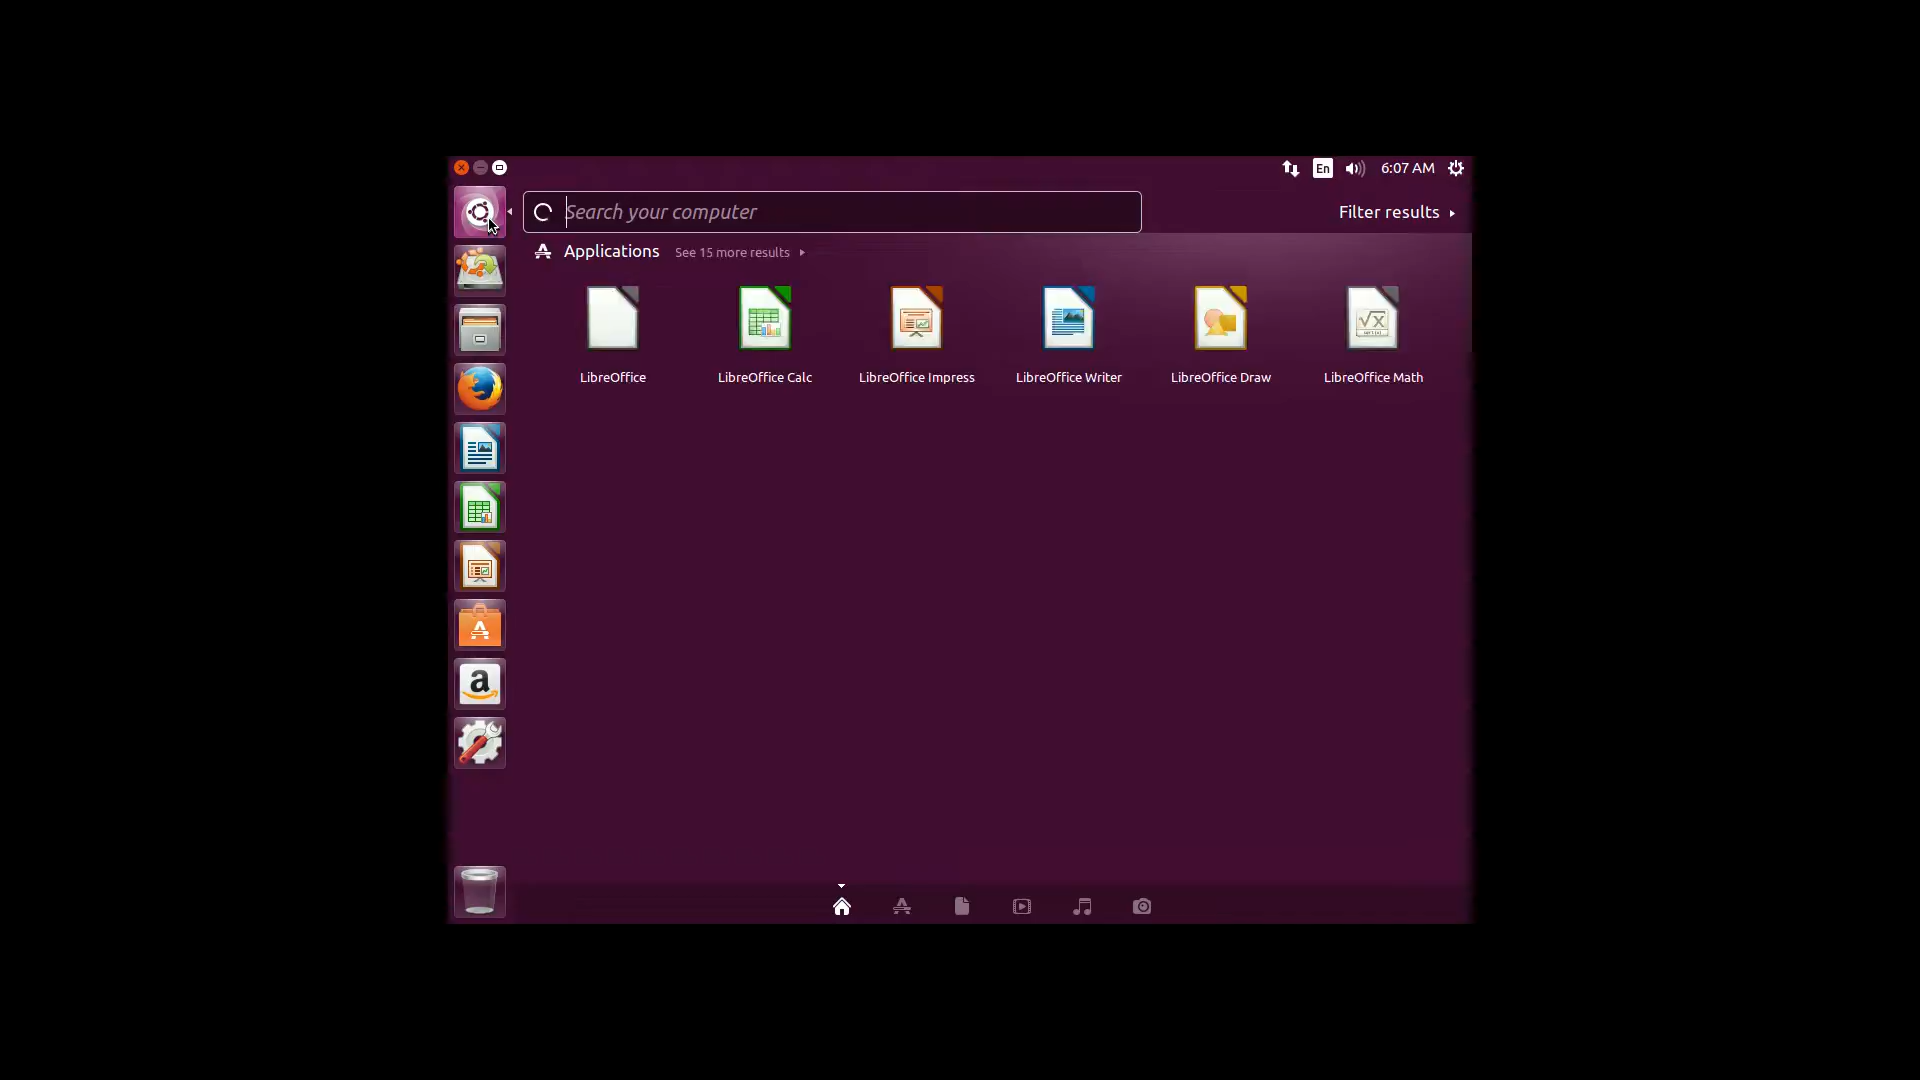 En
6:07 AM
Search your computer
Filter results
Applications See 15 more results
LibreOffice
LibreOffice Calc
LibreOffice Impress
LibreOffice Writer
LibreOffice Draw
LibreOffice Math
a